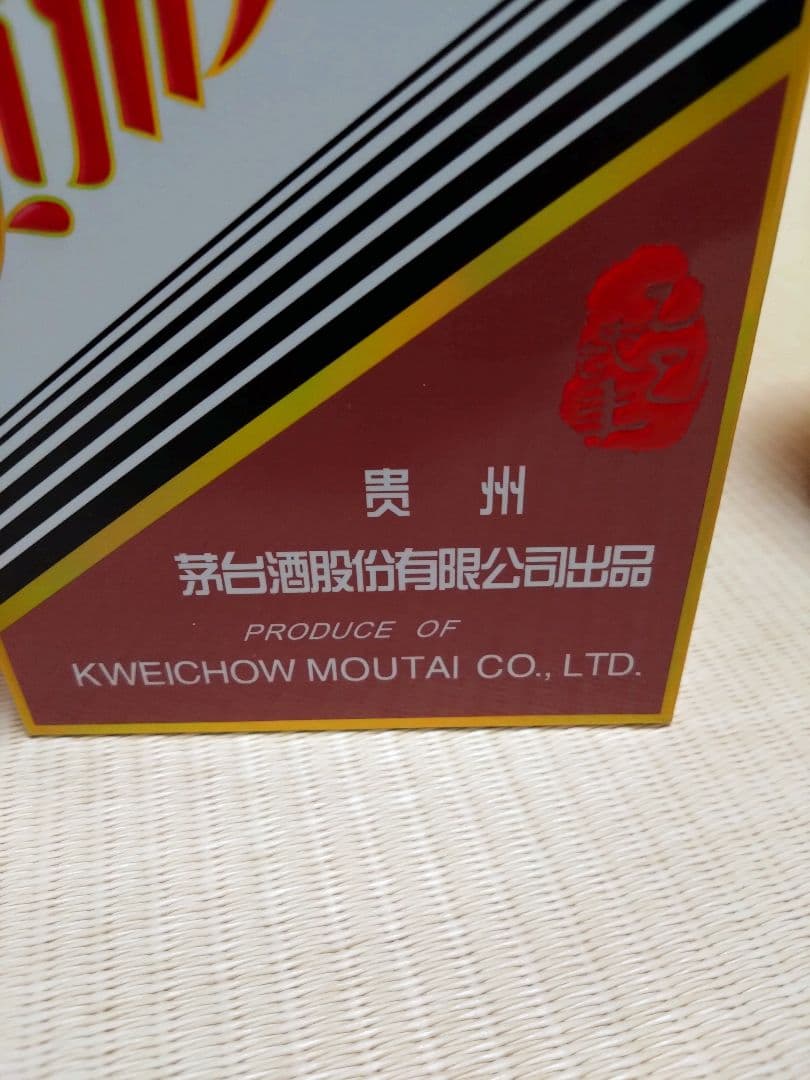 贵 州
茅台酒股份有限公司出品
PRODUCE OF
KWEICHOW MOUTAI CO., LTD.